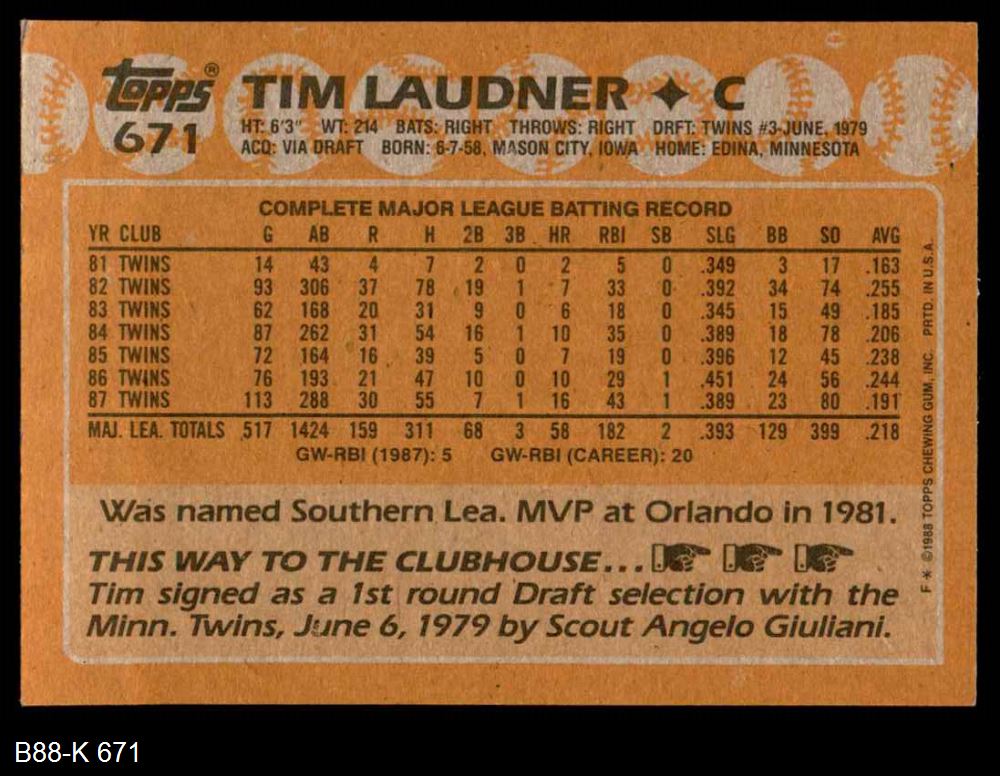 topps®
671
TIM LAUDNER ✦ C
HT: 6'3" WT: 214 BATS: RIGHT THROWS: RIGHT DRFT: TWINS #3-JUNE, 1979
ACQ: VIA DRAFT BORN: 6-7-58, MASON CITY, IOWA HOME: EDINA, MINNESOTA
COMPLETE MAJOR LEAGUE BATTING RECORD
YR CLUB G AB R H 2B 3B HR RBI SB SLG BB SO AVG
81 TWINS 14 43 4 7 2 0 2 5 0 .349 3 17 .163
82 TWINS 93 306 37 78 19 1 7 33 0 .392 34 74 .255
83 TWINS 62 168 20 31 9 0 6 18 0 .345 15 49 .185
84 TWINS 87 262 31 54 16 1 10 35 0 .389 18 78 .206
85 TWINS 72 164 16 39 5 0 7 19 0 .396 12 45 .238
86 TWINS 76 193 21 47 10 0 10 29 1 .451 24 56 .244
87 TWINS 113 288 30 55 7 1 16 43 1 .389 23 80 .191
MAJ. LEA. TOTALS 517 1424 159 311 68 3 58 182 2 .393 129 399 .218
GW-RBI (1987): 5 GW-RBI (CAREER): 20
Was named Southern Lea. MVP at Orlando in 1981.
THIS WAY TO THE CLUBHOUSE...
Tim signed as a 1st round Draft selection with the
Minn. Twins, June 6, 1979 by Scout Angelo Giuliani.
F* ©1988 TOPPS CHEWING GUM, INC. PRTD. IN U.S.A.
B88-K 671